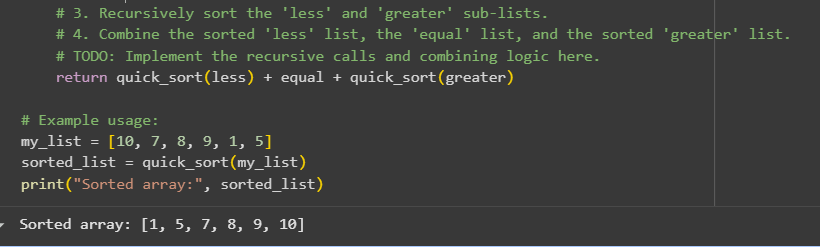 # 3. Recursively sort the 'less' and 'greater' sub-lists.
# 4. Combine the sorted 'less' list, the 'equal' list, and the sorted 'greater' list.
# TODO: Implement the recursive calls and combining logic here.
return quick_sort(less) + equal + quick_sort(greater)
# Example usage:
my_list = [10, 7, 8, 9, 1, 5]
sorted_list = quick_sort(my_list)
print("Sorted array:", sorted_list)
Sorted array: [1, 5, 7, 8, 9, 10]